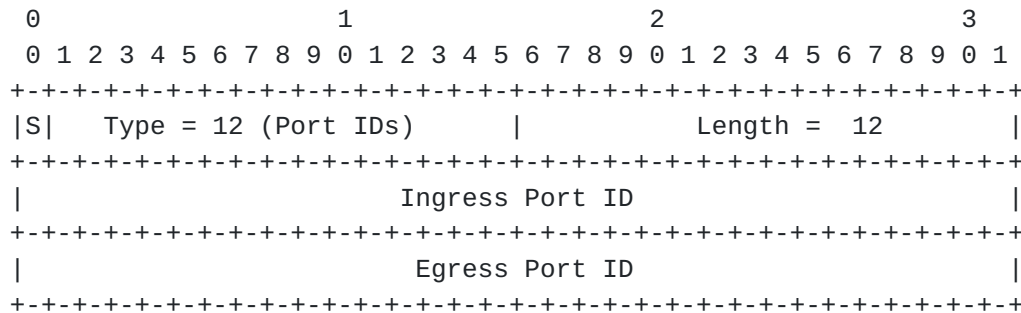 0                   1                   2                   3
 0 1 2 3 4 5 6 7 8 9 0 1 2 3 4 5 6 7 8 9 0 1 2 3 4 5 6 7 8 9 0 1
+-+-+-+-+-+-+-+-+-+-+-+-+-+-+-+-+-+-+-+-+-+-+-+-+-+-+-+-+-+-+-+-+
|S|   Type = 12 (Port IDs)      |           Length =  12        |
+-+-+-+-+-+-+-+-+-+-+-+-+-+-+-+-+-+-+-+-+-+-+-+-+-+-+-+-+-+-+-+-+
|                        Ingress Port ID                        |
+-+-+-+-+-+-+-+-+-+-+-+-+-+-+-+-+-+-+-+-+-+-+-+-+-+-+-+-+-+-+-+-+
|                         Egress Port ID                        |
+-+-+-+-+-+-+-+-+-+-+-+-+-+-+-+-+-+-+-+-+-+-+-+-+-+-+-+-+-+-+-+-+